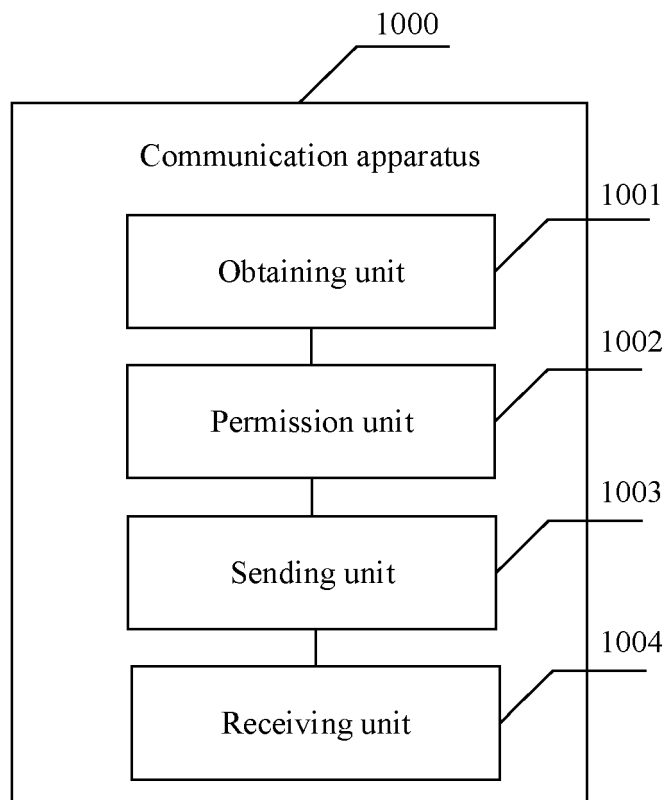 1000
Communication apparatus
1001
Obtaining unit
1002
Permission unit
1003
Sending unit
1004
Receiving unit